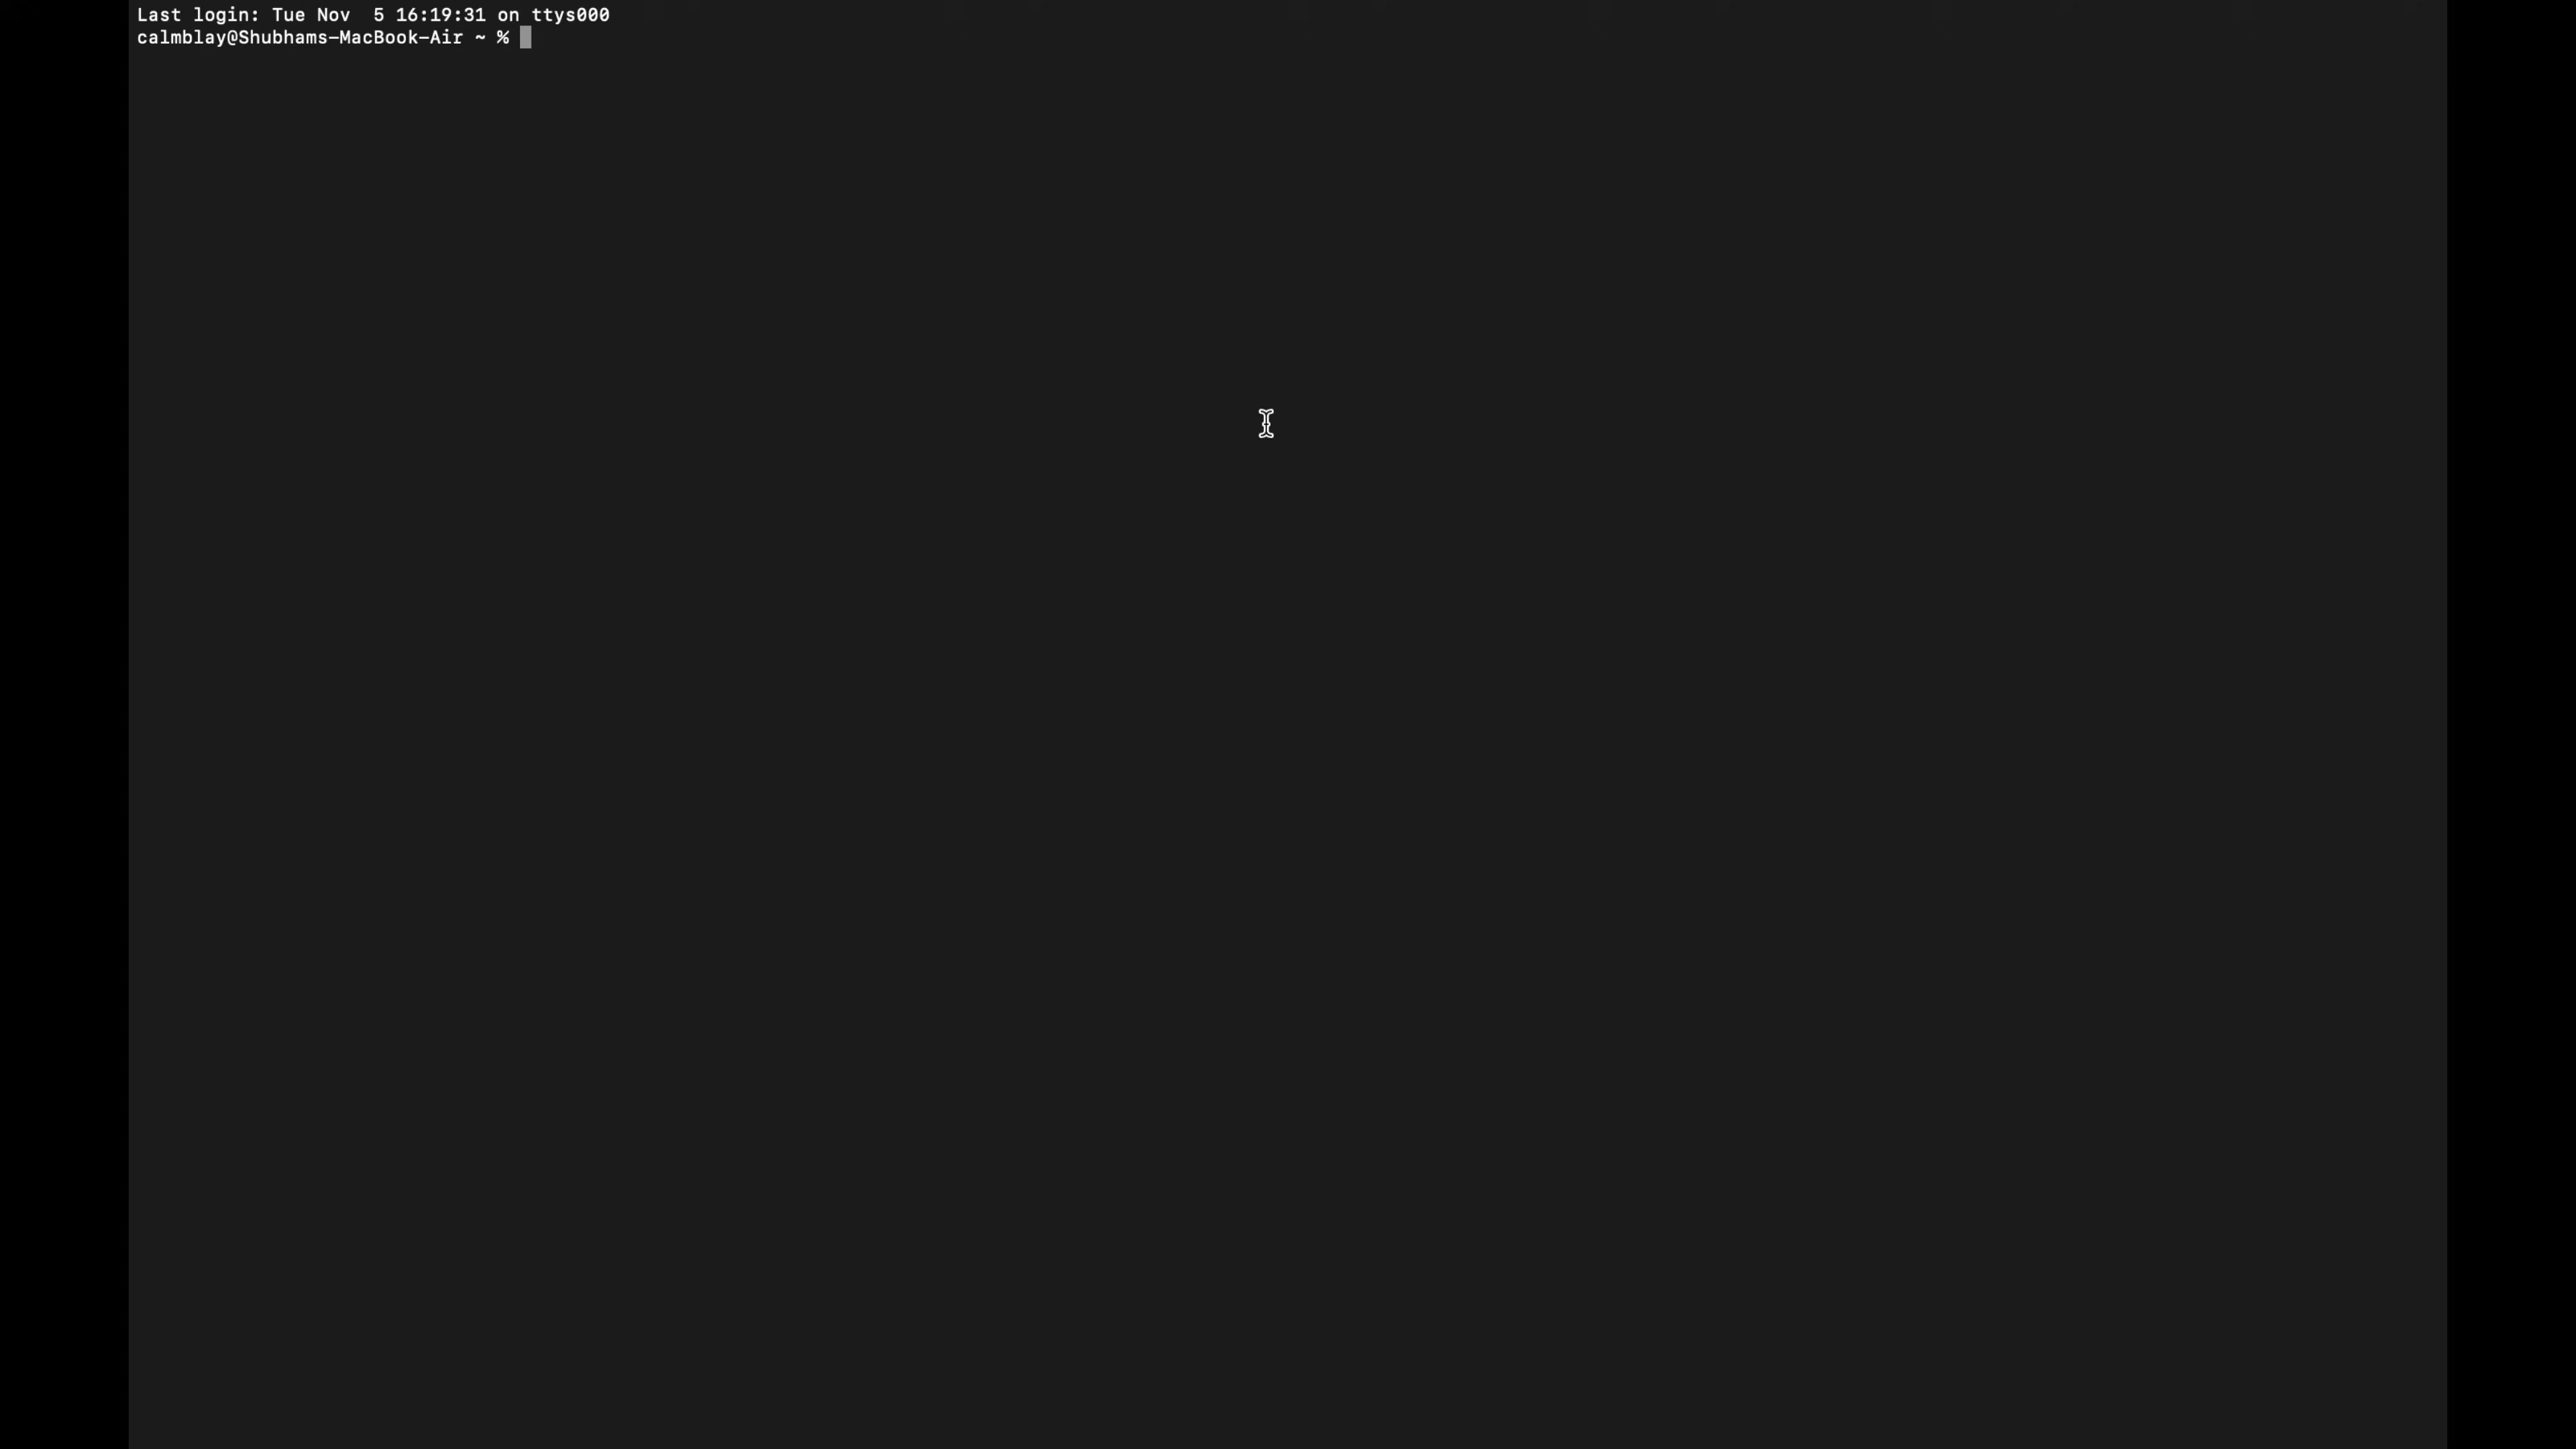 Last login: Tue Nov  5 16:19:31 on ttys000
calmblay@Shubhams-MacBook-Air ~ %